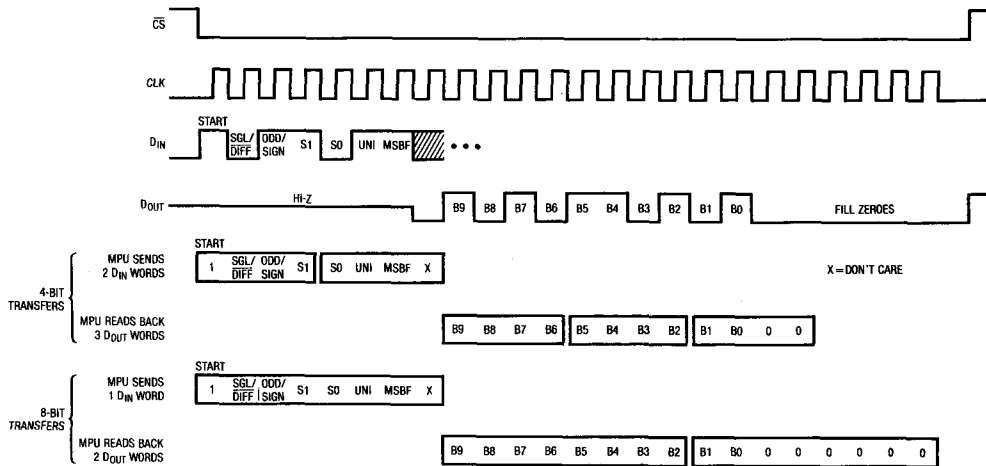 CS
CLK
START
DIN SGL/ DIFF ODD/ SIGN S1 S0 UNI MSBF • • •
DOUT HI-Z B9 B8 B7 B6 B5 B4 B3 B2 B1 B0 FILL ZEROES
4-BIT TRANSFERS
MPU SENDS 2 DIN WORDS
START
1 SGL/ DIFF ODD/ SIGN S1 S0 UNI MSBF X
X=DON'T CARE
MPU READS BACK 3 DOUT WORDS
B9 B8 B7 B6 B5 B4 B3 B2 B1 B0 0 0
8-BIT TRANSFERS
MPU SENDS 1 DIN WORD
START
1 SGL/ DIFF ODD/ SIGN S1 S0 UNI MSBF X
MPU READS BACK 2 DOUT WORDS
B9 B8 B7 B6 B5 B4 B3 B2 B1 B0 0 0 0 0 0 0